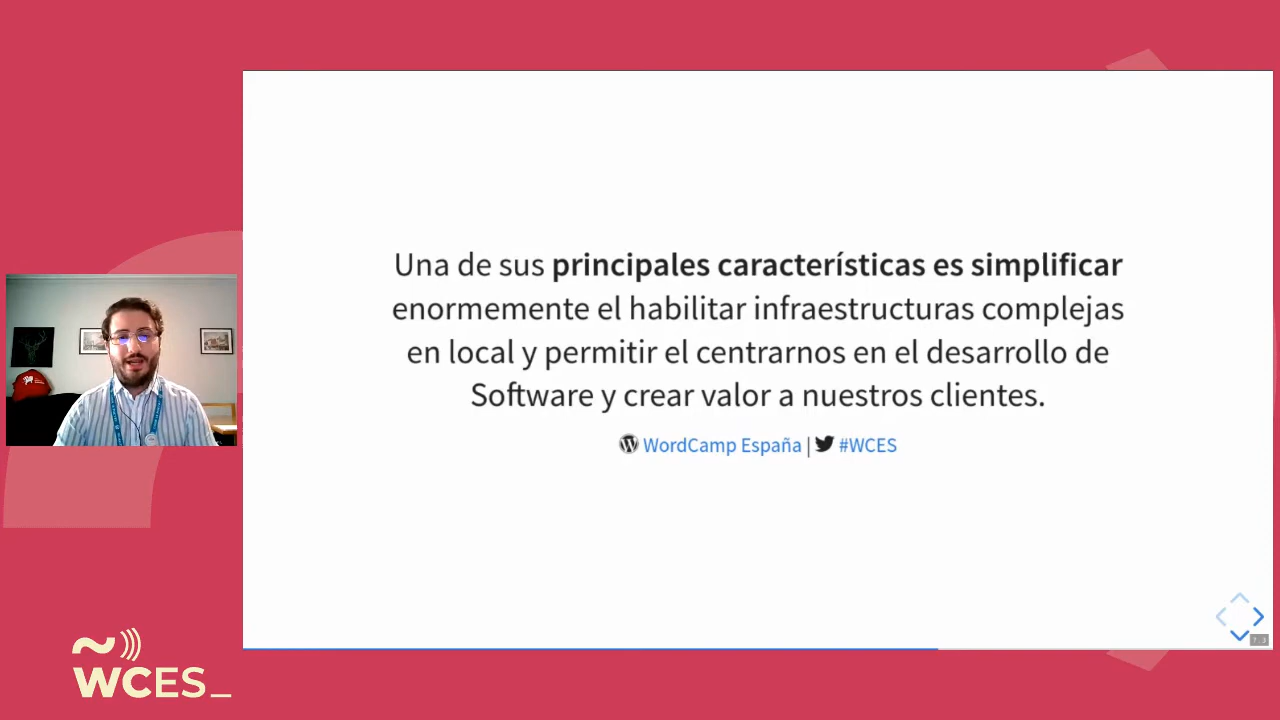 Una de sus principales características es simplificar
enormemente el habilitar infraestructuras complejas
en local y permitir el centrarnos en el desarrollo de
Software y crear valor a nuestros clientes.
WordCamp España | #WCES
WCES_